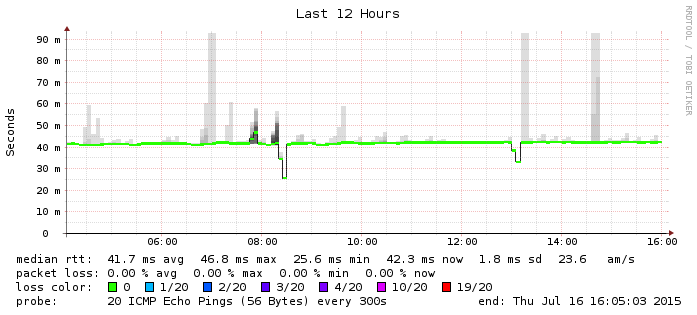 Last 12 Hours
RRDTOOL / TOBI OETIKER
Seconds
90 m
80 m
70 m
60 m
50 m
40 m
30 m
20 m
10 m
0
06:00 08:00 10:00 12:00 14:00 16:00
median rtt: 41.7 ms avg 46.8 ms max 25.6 ms min 42.3 ms now 1.8 ms sd 23.6 am/s
packet loss: 0.00 % avg 0.00 % max 0.00 % min 0.00 % now
loss color: 0 1/20 2/20 3/20 4/20 10/20 19/20
probe: 20 ICMP Echo Pings (56 Bytes) every 300s end: Thu Jul 16 16:05:03 2015